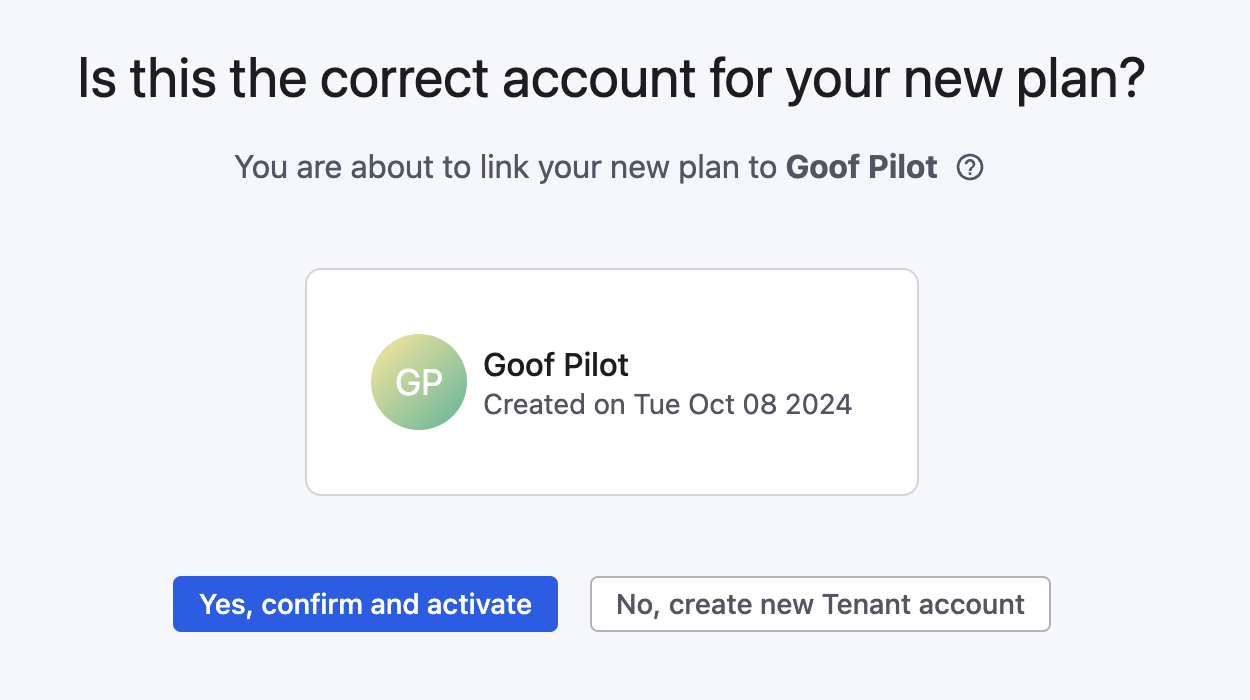 Is this the correct account for your new plan?
You are about to link your new plan to Goof Pilot ?
GP
Goof Pilot
Created on Tue Oct 08 2024
Yes, confirm and activate
No, create new Tenant account